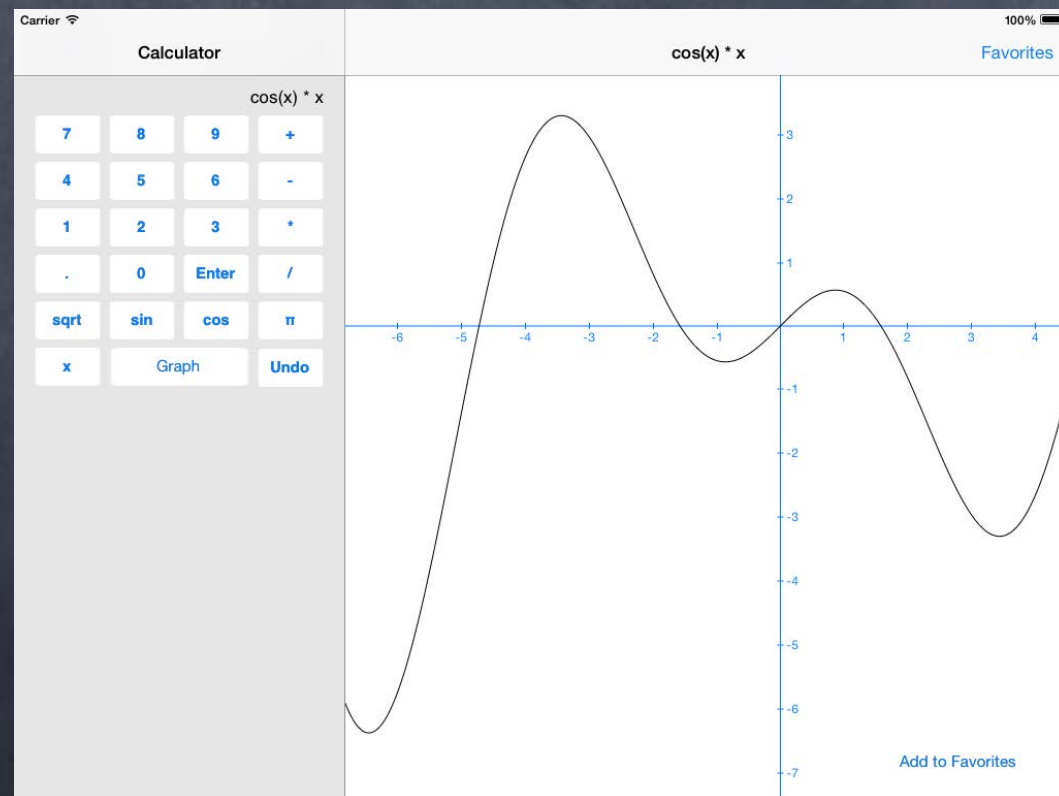 Carrier
100%
Calculator
cos(x) * x
Favorites
cos(x) * x
7 8 9 +
4 5 6 -
1 2 3 *
. 0 Enter /
sqrt sin cos π
x Graph Undo
3
2
1
-6 -5 -4 -3 -2 -1 1 2 3 4
-1
-2
-3
-4
-5
-6
-7
Add to Favorites